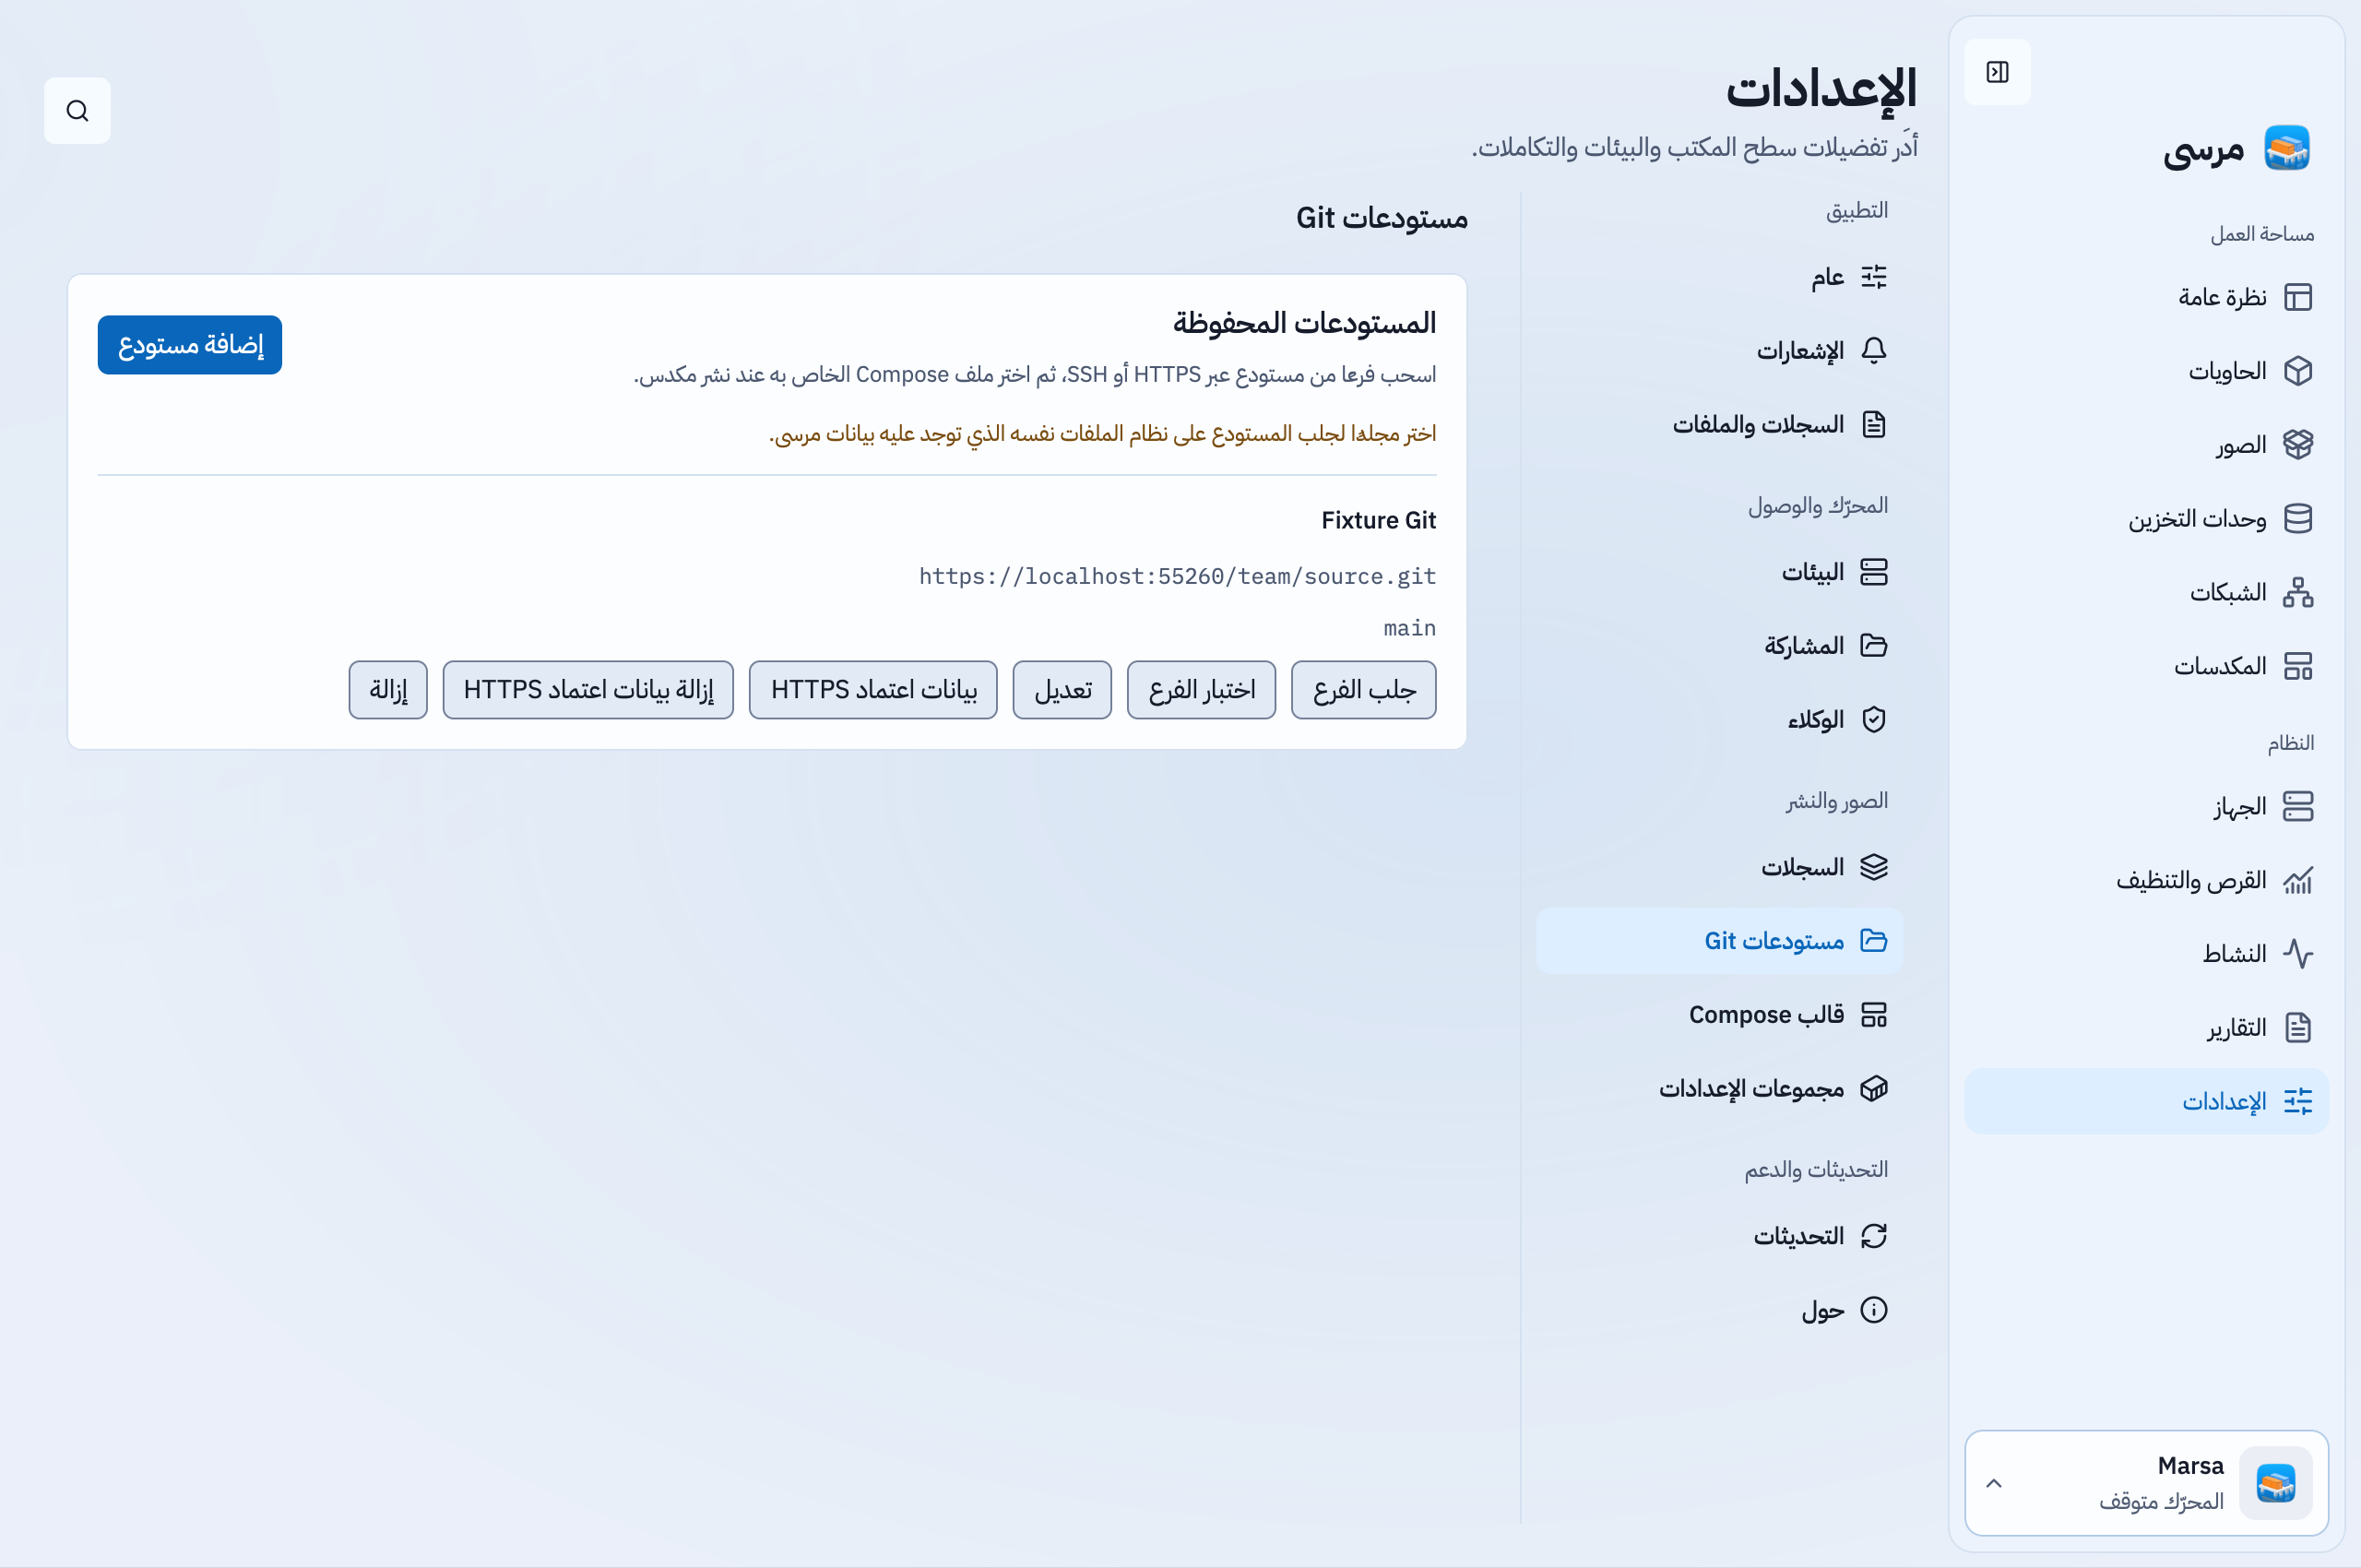 مرسى
مساحة العمل
نظرة عامة
الحاويات
الصور
وحدات التخزين
الشبكات
المكدسات
النظام
الجهاز
القرص والتنظيف
النشاط
التقارير
الإعدادات
Marsa
المحرّك متوقف
الإعدادات
أدَر تفضيلات سطح المكتب والبيئات والتكاملات.
التطبيق
عام
الإشعارات
السجلات والملفات
المحرّك والوصول
البيئات
المشاركة
الوكلاء
الصور والنشر
السجلات
مستودعات Git
قالب Compose
مجموعات الإعدادات
التحديثات والدعم
التحديثات
حول
مستودعات Git
المستودعات المحفوظة
إضافة مستودع
اسحب فرعًا من مستودع عبر HTTPS أو SSH، ثم اختر ملف Compose الخاص به عند نشر مكدس.
اختر مجلدًا لجلب المستودع على نظام الملفات نفسه الذي توجد عليه بيانات مرسى.
Fixture Git
https://localhost:55260/team/source.git
main
جلب الفرع
اختبار الفرع
تعديل
بيانات اعتماد HTTPS
إزالة بيانات اعتماد HTTPS
إزالة